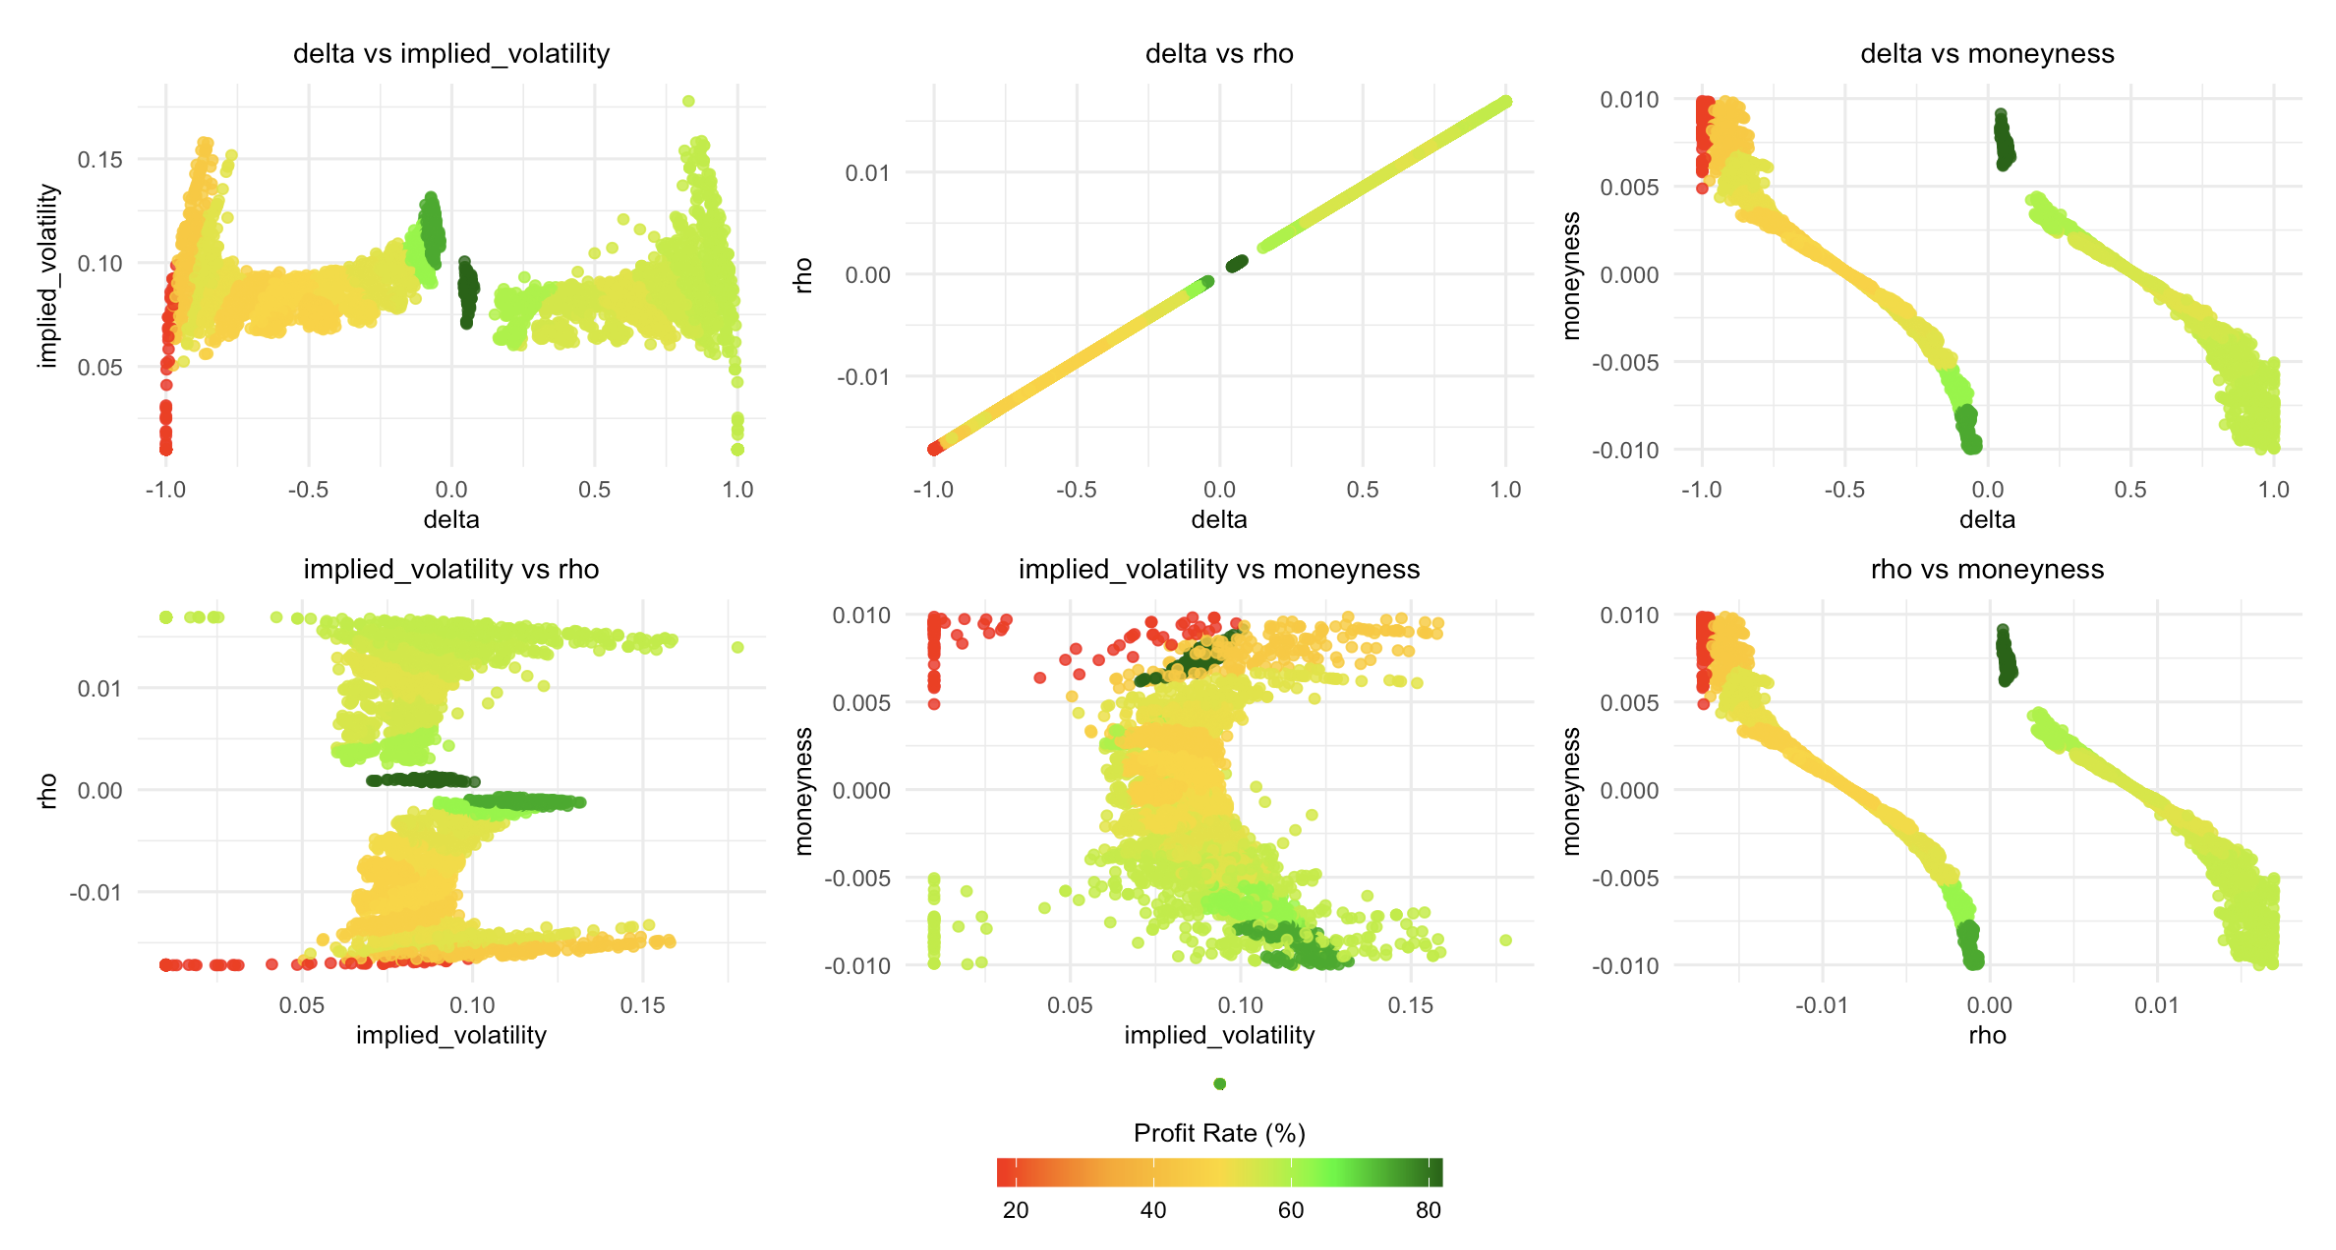 delta vs implied_volatility
delta vs rho
delta vs moneyness
implied_volatility
0.15
0.10
0.05
-1.0 -0.5 0.0 0.5 1.0
delta
rho
0.01
0.00
-0.01
-1.0 -0.5 0.0 0.5 1.0
delta
moneyness
0.010
0.005
0.000
-0.005
-0.010
-1.0 -0.5 0.0 0.5 1.0
delta
implied_volatility vs rho
implied_volatility vs moneyness
rho vs moneyness
rho
0.01
0.00
-0.01
0.05 0.10 0.15
implied_volatility
moneyness
0.010
0.005
0.000
-0.005
-0.010
0.05 0.10 0.15
implied_volatility
moneyness
0.010
0.005
0.000
-0.005
-0.010
-0.01 0.00 0.01
rho
Profit Rate (%)
20 40 60 80